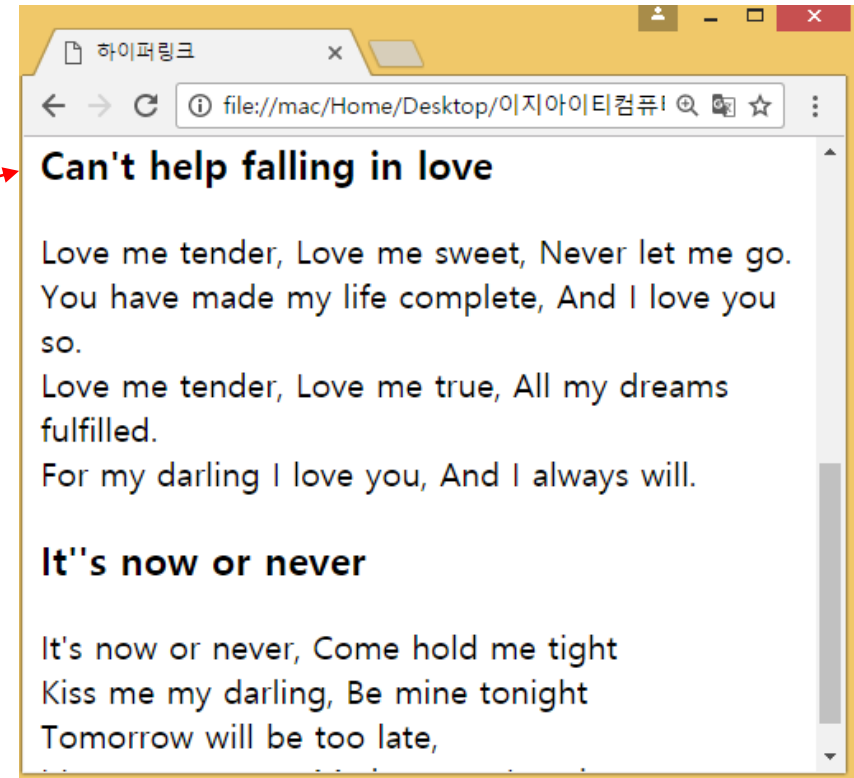 하이퍼링크
file://mac/Home/Desktop/이지아이티컴퓨
Can't help falling in love
Love me tender, Love me sweet, Never let me go.
You have made my life complete, And I love you
so.
Love me tender, Love me true, All my dreams
fulfilled.
For my darling I love you, And I always will.
It''s now or never
It's now or never, Come hold me tight
Kiss me my darling, Be mine tonight
Tomorrow will be too late,